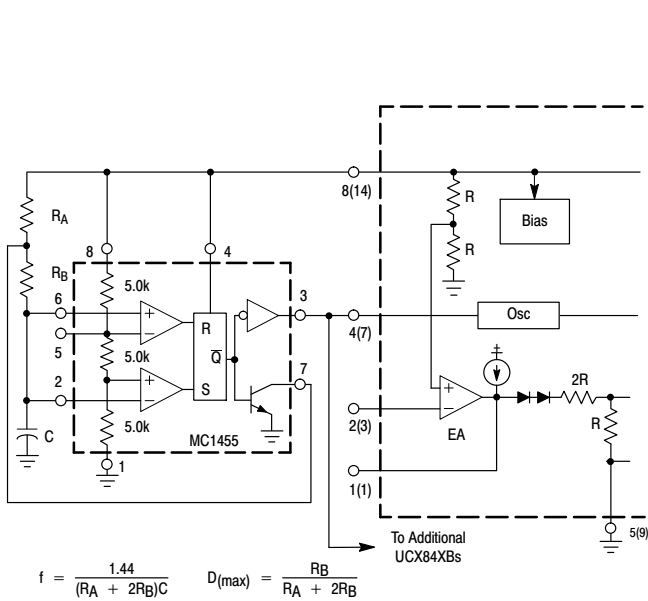 8(14)
R
Bias
R
RA
8
4
RB
5.0k
6
3
R
5
5.0k
Q̅
4(7)
Osc
7
2
S
2R
5.0k
2(3)
EA
R
C
MC1455
1
1(1)
To Additional
UCX84XBs
5(9)
f = 1.44 / (RA + 2RB)C
D(max) = RB / RA + 2RB